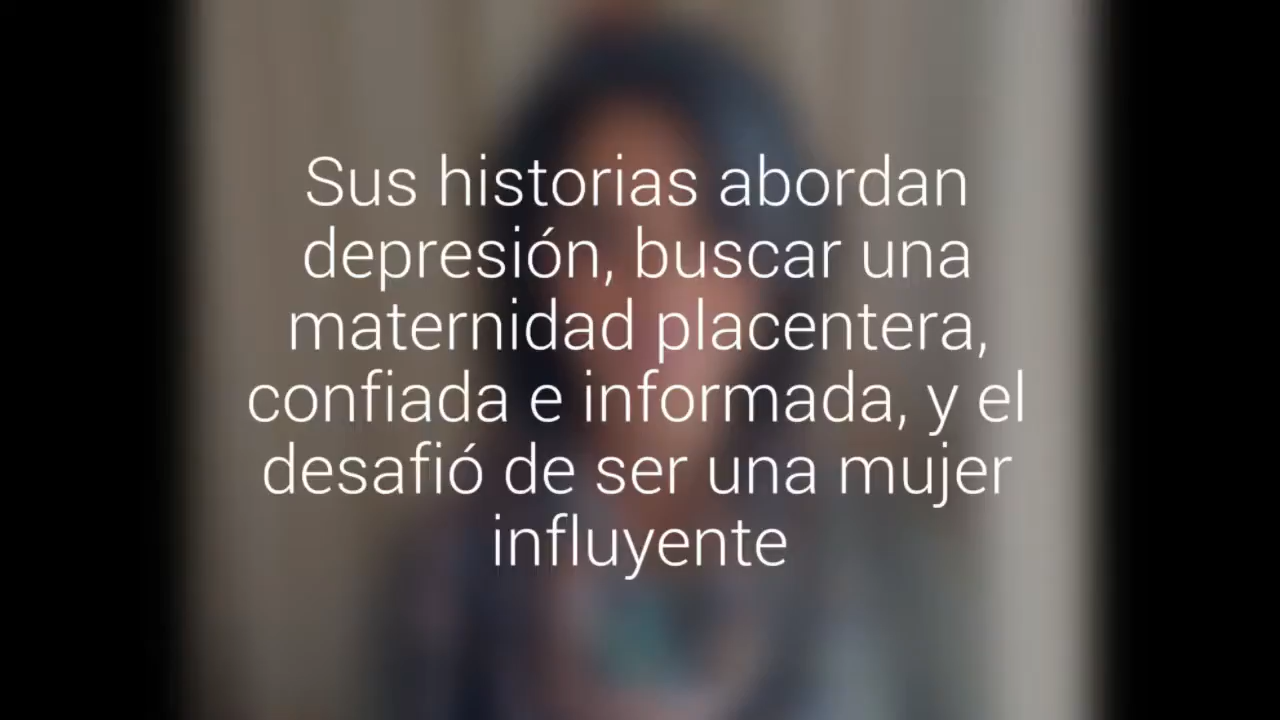 Sus historias abordan
depresión, buscar una
maternidad placentera,
confiada e informada, y el
desafió de ser una mujer
influyente